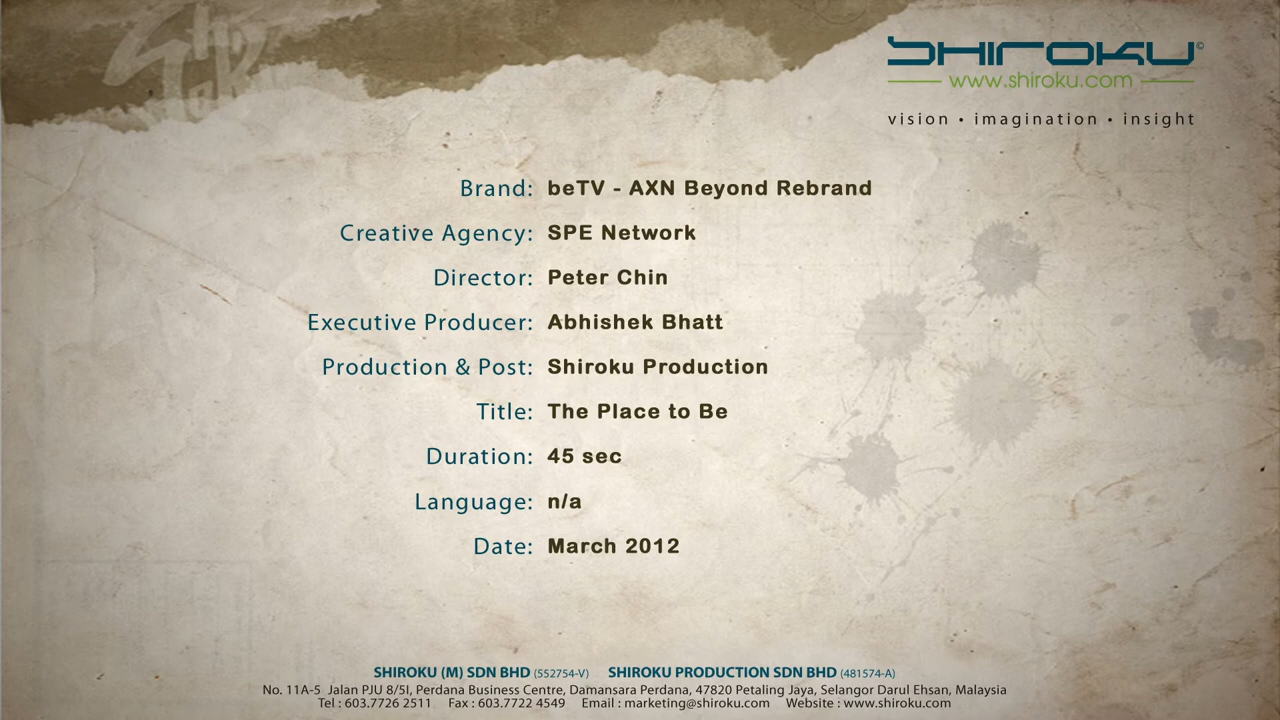 SHIROKU©
www.shiroku.com
vision • imagination • insight
Brand: beTV - AXN Beyond Rebrand
Creative Agency: SPE Network
Director: Peter Chin
Executive Producer: Abhishek Bhatt
Production & Post: Shiroku Production
Title: The Place to Be
Duration: 45 sec
Language: n/a
Date: March 2012
SHIROKU (M) SDN BHD (552754-V) SHIROKU PRODUCTION SDN BHD (481574-A)
No. 11A-5 Jalan PJU 8/5I, Perdana Business Centre, Damansara Perdana, 47820 Petaling Jaya, Selangor Darul Ehsan, Malaysia
Tel : 603.7726 2511 Fax : 603.7722 4549 Email : marketing@shiroku.com Website : www.shiroku.com